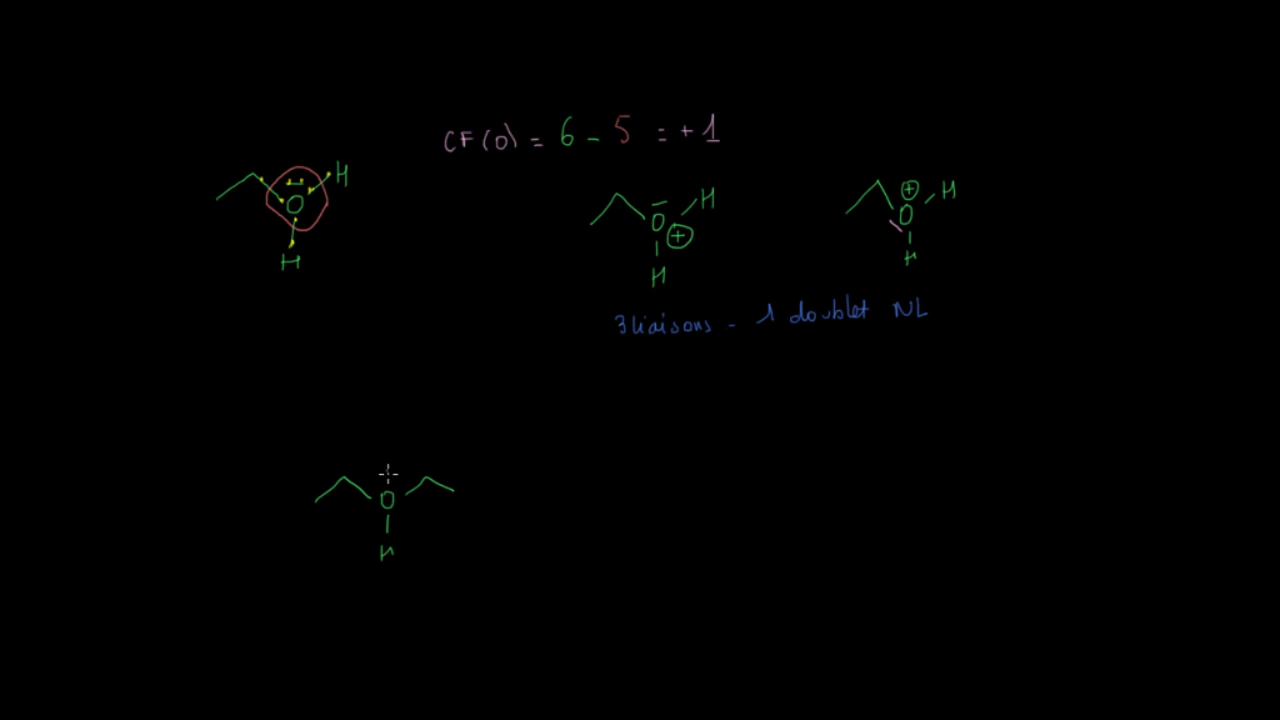 CF(O) = 6 - 5 = +1
O H
H
O H
+
H
+
O H
H
3 liaisons - 1 doublet NL
O
H